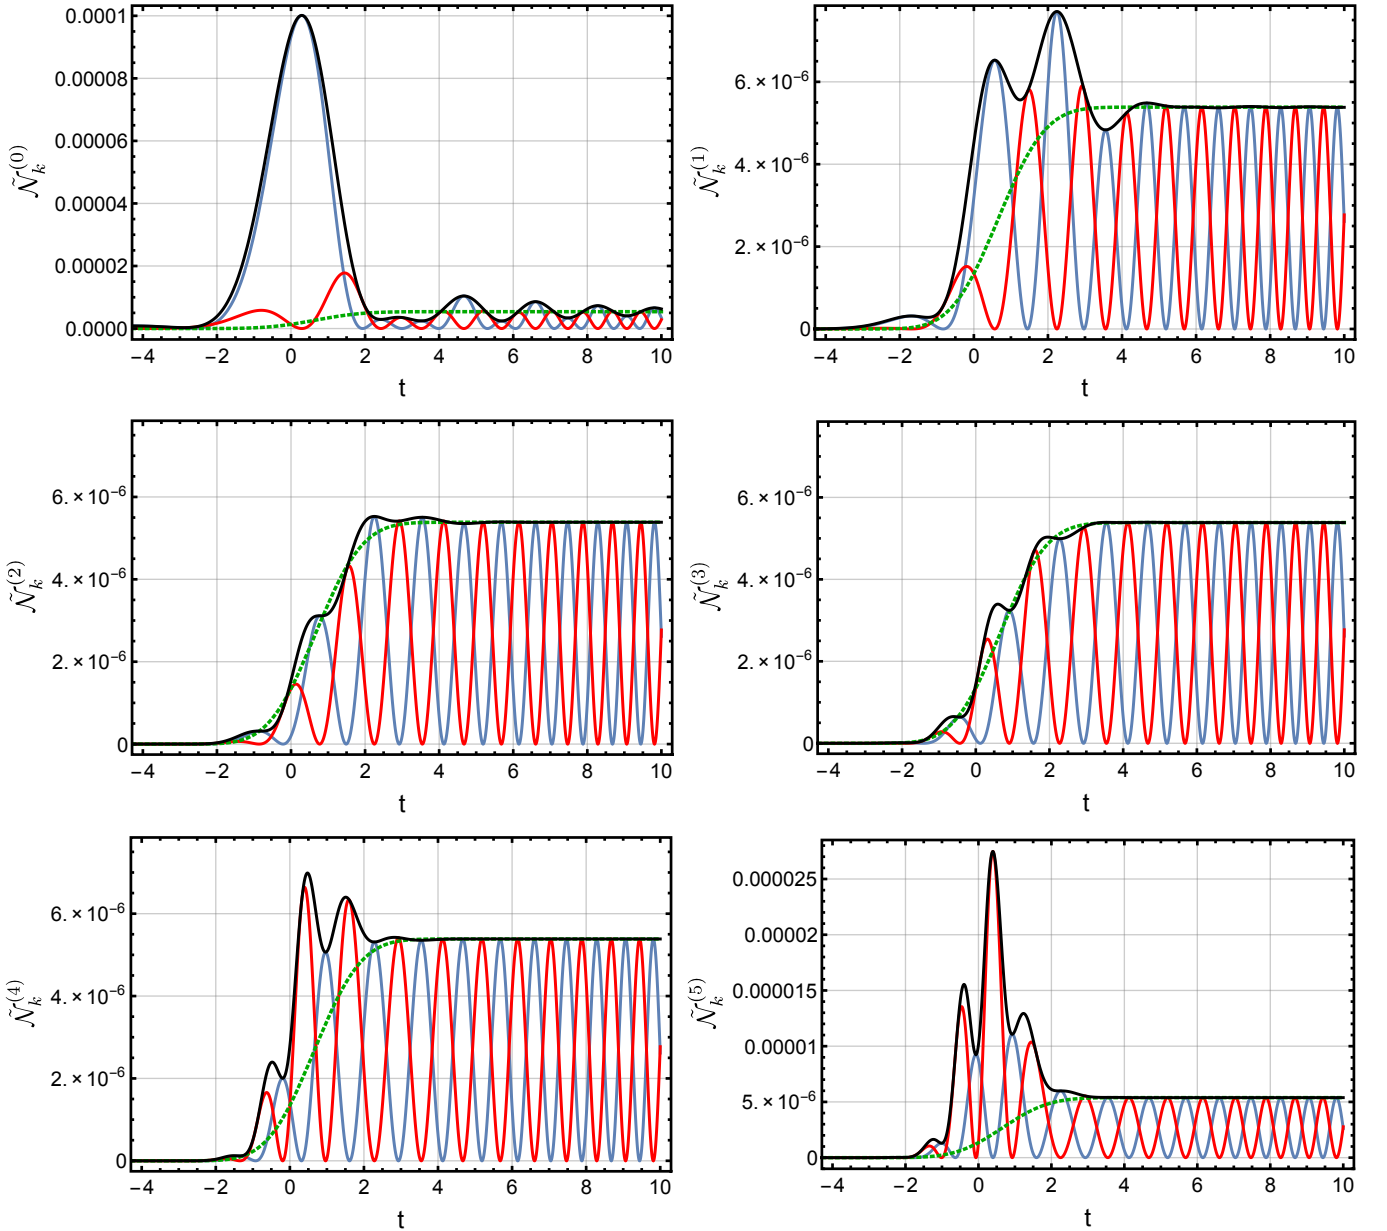 0.0001
0.00008
0.00006
0.00004
0.00002
0.0000
−4 −2 0 2 4 6 8 10
t
Ñ_k^(0)
6.×10^−6
4.×10^−6
2.×10^−6
0
−4 −2 0 2 4 6 8 10
t
Ñ_k^(1)
6.×10^−6
4.×10^−6
2.×10^−6
0
−4 −2 0 2 4 6 8 10
t
Ñ_k^(2)
6.×10^−6
4.×10^−6
2.×10^−6
0
−4 −2 0 2 4 6 8 10
t
Ñ_k^(3)
6.×10^−6
4.×10^−6
2.×10^−6
0
−4 −2 0 2 4 6 8 10
t
Ñ_k^(4)
0.000025
0.00002
0.000015
0.00001
5.×10^−6
0
−4 −2 0 2 4 6 8 10
t
Ñ_k^(5)